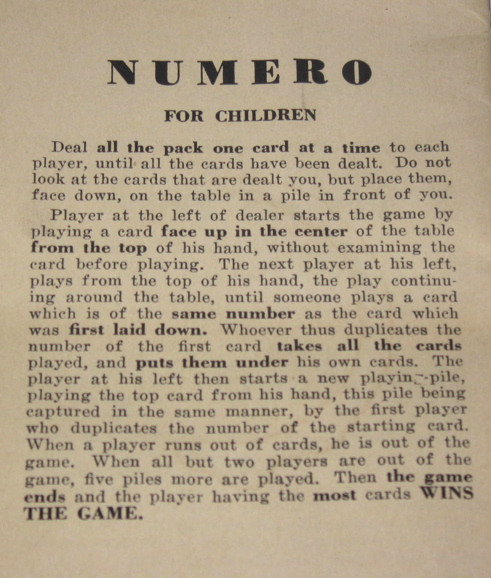 NUMERO
FOR CHILDREN
Deal all the pack one card at a time to each
player, until all the cards have been dealt. Do not
look at the cards that are dealt you, but place them,
face down, on the table in a pile in front of you.
Player at the left of dealer starts the game by
playing a card face up in the center of the table
from the top of his hand, without examining the
card before playing. The next player at his left,
plays from the top of his hand, the play continu-
ing around the table, until someone plays a card
which is of the same number as the card which
was first laid down. Whoever thus duplicates the
number of the first card takes all the cards
played, and puts them under his own cards. The
player at his left then starts a new playing-pile,
playing the top card from his hand, this pile being
captured in the same manner, by the first player
who duplicates the number of the starting card.
When a player runs out of cards, he is out of the
game. When all but two players are out of the
game, five piles more are played. Then the game
ends and the player having the most cards WINS
THE GAME.